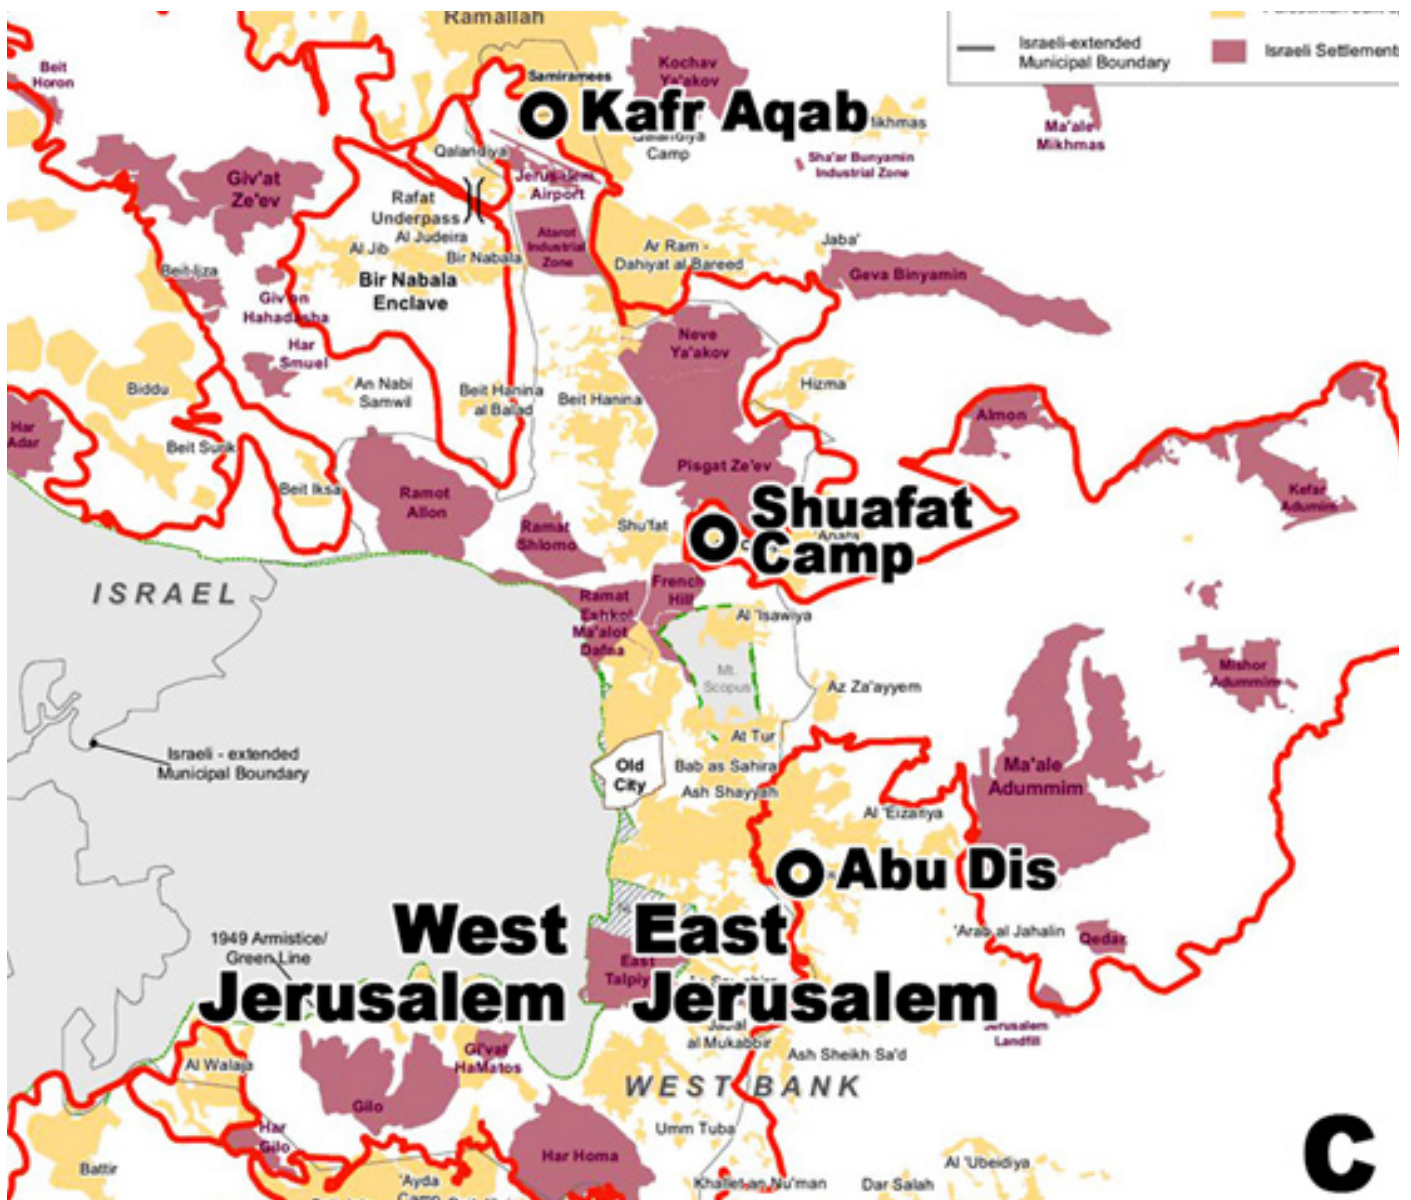 Ramallah
Israeli-extended
Municipal Boundary
Israeli Settlements
Beit
Horon
Kochav
Ya'akov
Samiramees
Kafr Aqab
Ma'ale
Mikhmas
Camp
Qalandiya
Sha'ar Bunyamin
Industrial Zone
Jerusalem
Airport
Giv'at
Ze'ev
Rafat
Underpass
Al Judeira
Al Jib
Bir Nabala
Atarot
Industrial
Zone
Ar Ram -
Dahiyat al Bareed
Jaba'
Geva Binyamin
Beit Ijza
Bir Nabala
Enclave
Giv'on
Hahadasha
Har
Smuel
Neve
Ya'akov
Biddu
An Nabi
Samwil
Beit Hanina
al Balad
Beit Hanina
Hizma
Almon
Har
Adar
Beit Surik
Pisgat Ze'ev
Beit Iksa
Ramot
Allon
Kefar
Adumim
Ramat
Shlomo
Shu'fat
Shuafat
Camp
ISRAEL
French
Hill
Ramat
Eshkol
Ma'alot
Dafna
Al 'Isawiya
Mt.
Scopus
Az Za'ayyem
Mishor
Adummim
At Tur
Israeli - extended
Municipal Boundary
Old
City
Bab as Sahira
Ash Shayyah
Ma'ale
Adummim
Al 'Eizariya
Abu Dis
West
Jerusalem
East
Jerusalem
1949 Armistice/
Green Line
'Arab al Jahalin
Qedar
East
Landfill
al Mukabbir
Ash Sheikh Sa'd
Al Walaja
HaMatos
WEST BANK
Gilo
Har
Gilo
Umm Tuba
Har Homa
Battir
'Ayda
Camp
Khallet an Nu'man
Al 'Ubeidiya
Dar Salah
C